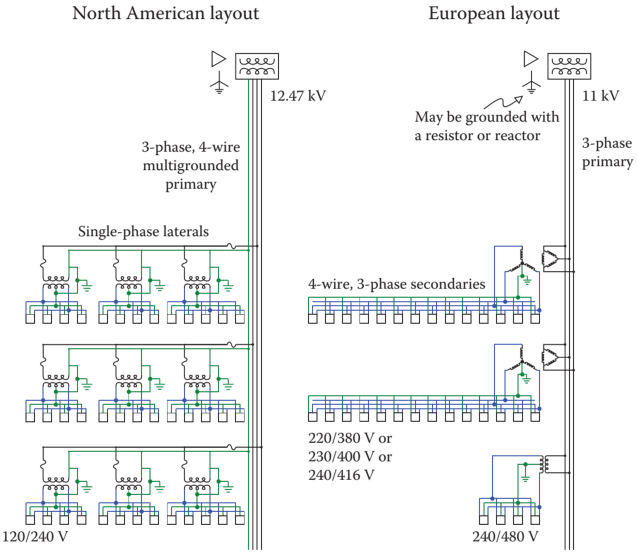 North American layout
European layout
12.47 kV
11 kV
May be grounded with
a resistor or reactor
3-phase, 4-wire
multigrounded
primary
3-phase
primary
Single-phase laterals
4-wire, 3-phase secondaries
220/380 V or
230/400 V or
240/416 V
120/240 V
240/480 V